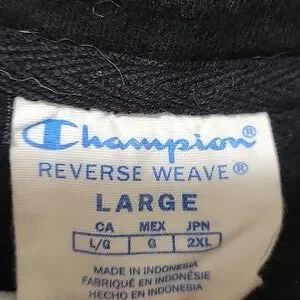 Champion®
REVERSE WEAVE®
LARGE
CA MEX JPN
L/G G 2XL
MADE IN INDONESIA
FABRIQUÉ EN INDONÉSIE
HECHO EN INDONESIA